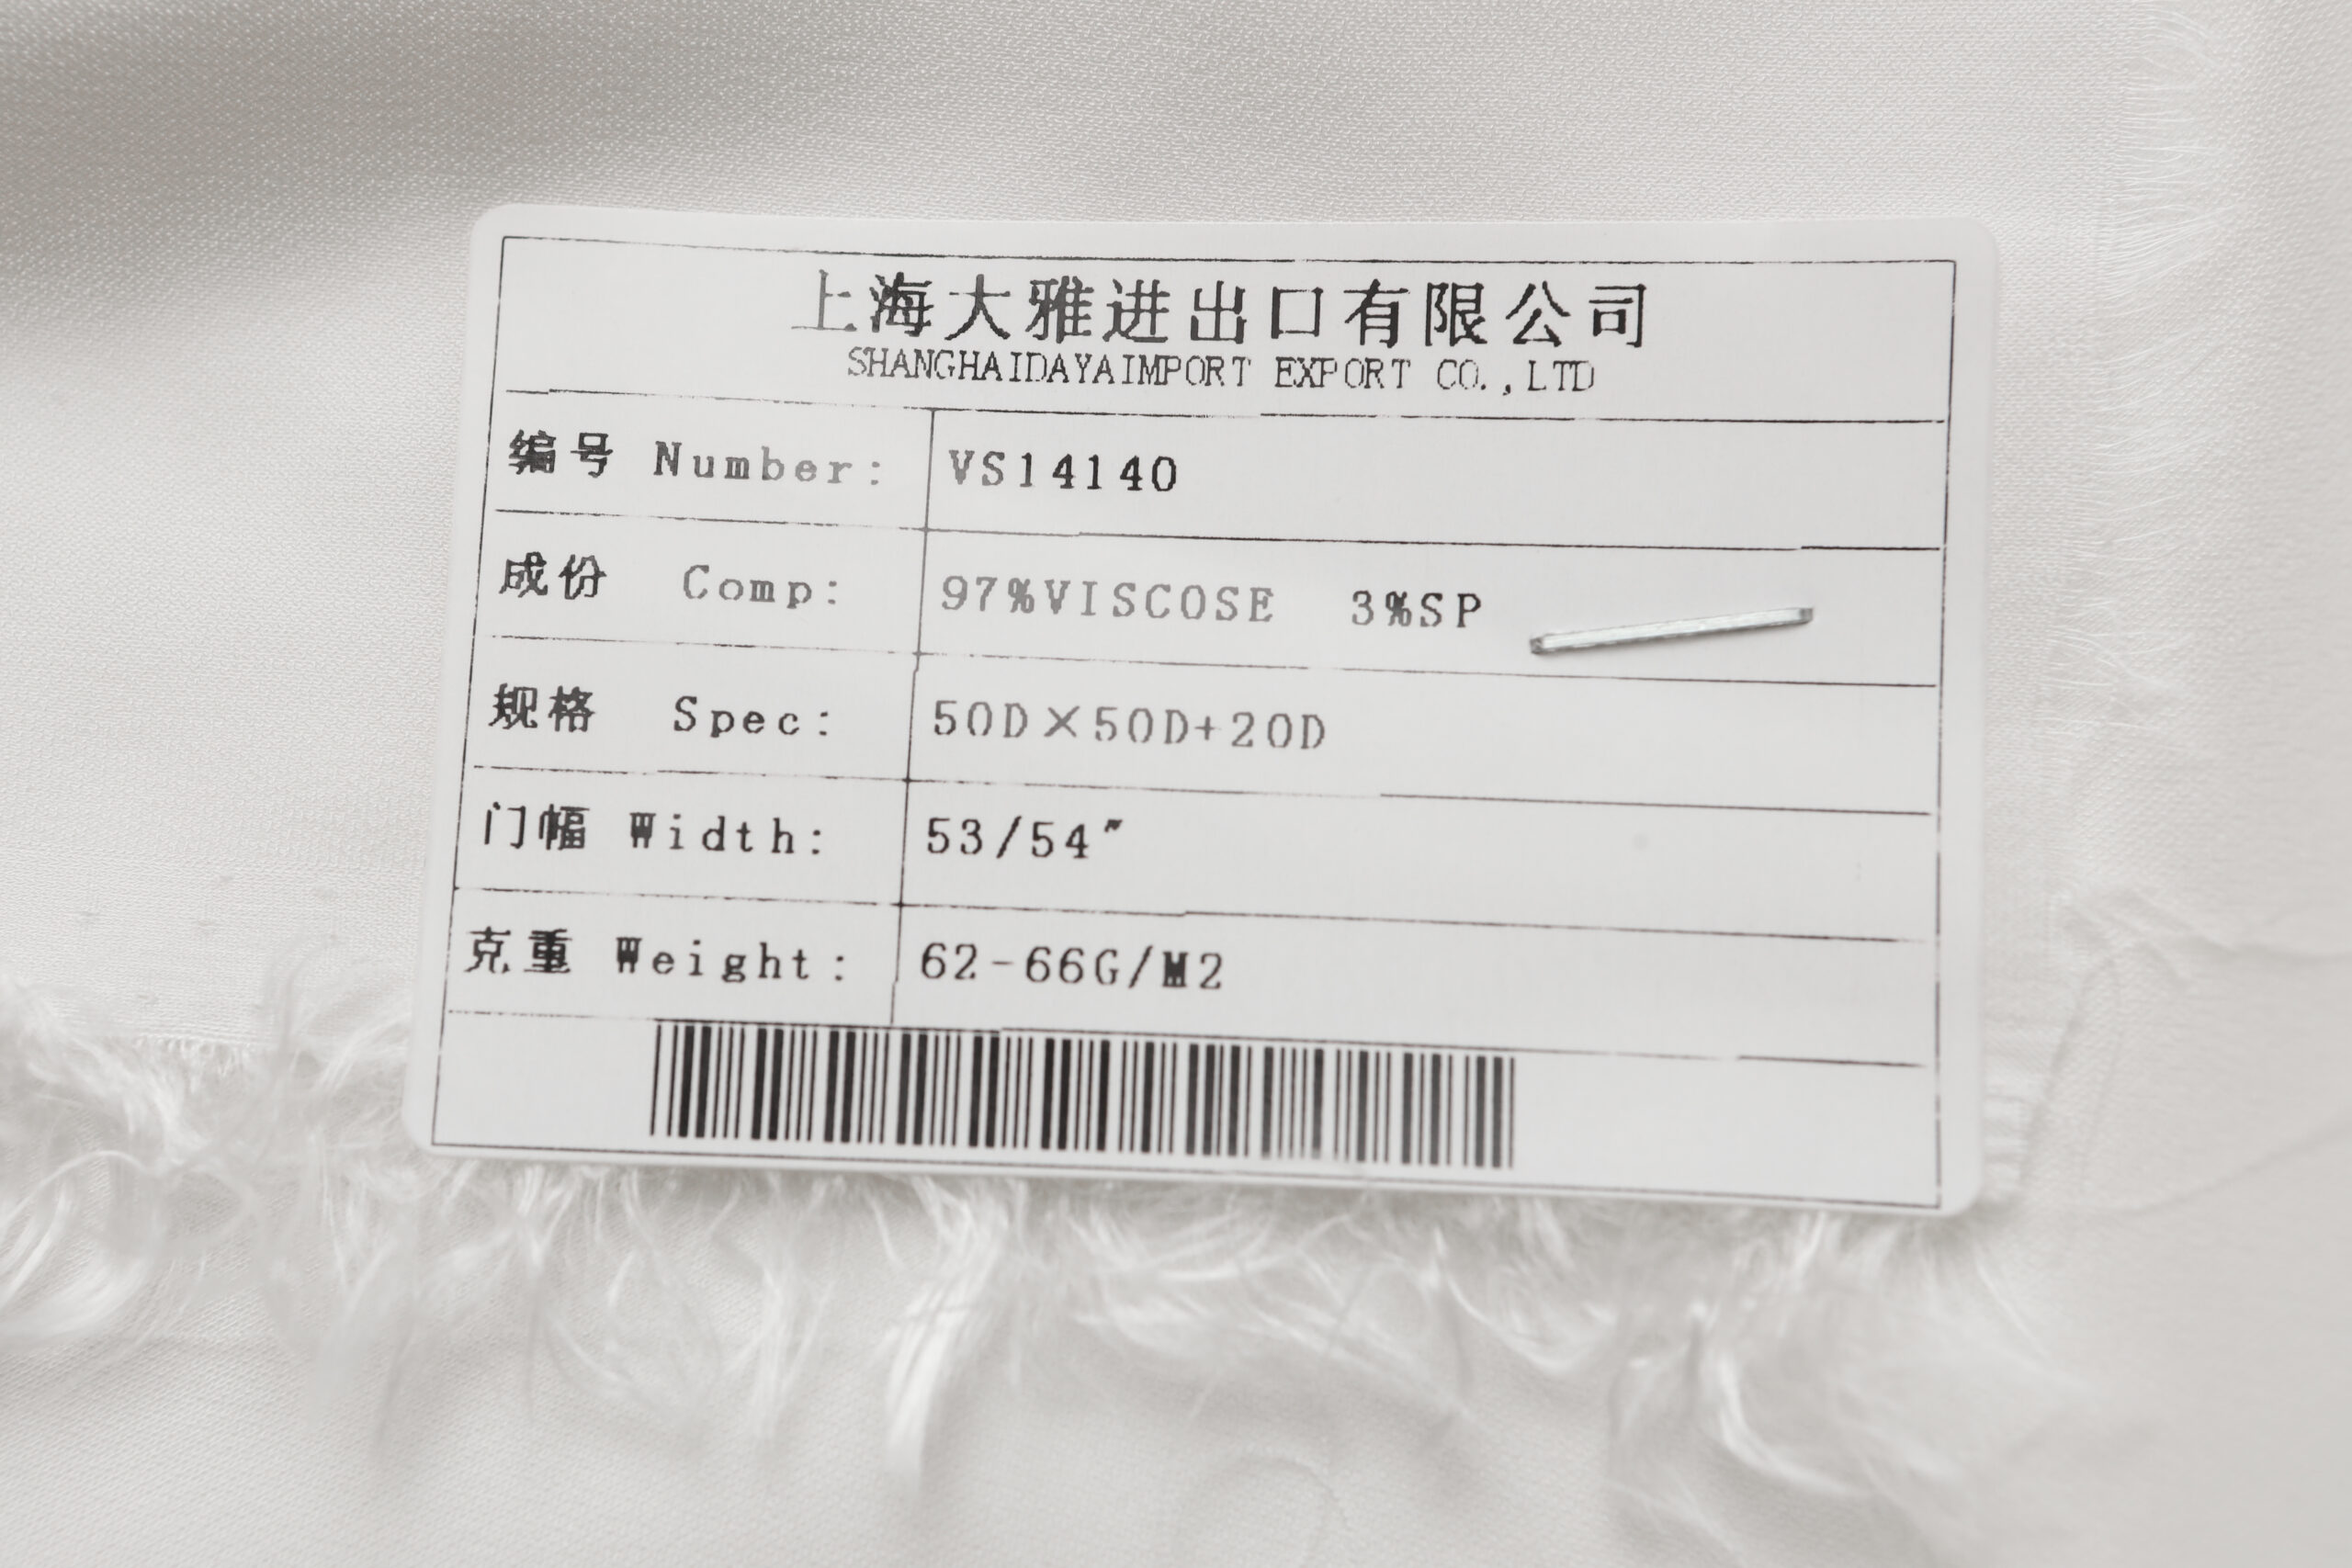 上海大雅进出口有限公司
SHANGHAIDAYAIMPORT EXPORT CO.,LTD
编号 Number: VS14140
成份 Comp: 97%VISCOSE 3%SP
规格 Spec: 50D×50D+20D
门幅 Width: 53/54"
克重 Weight: 62-66G/M2